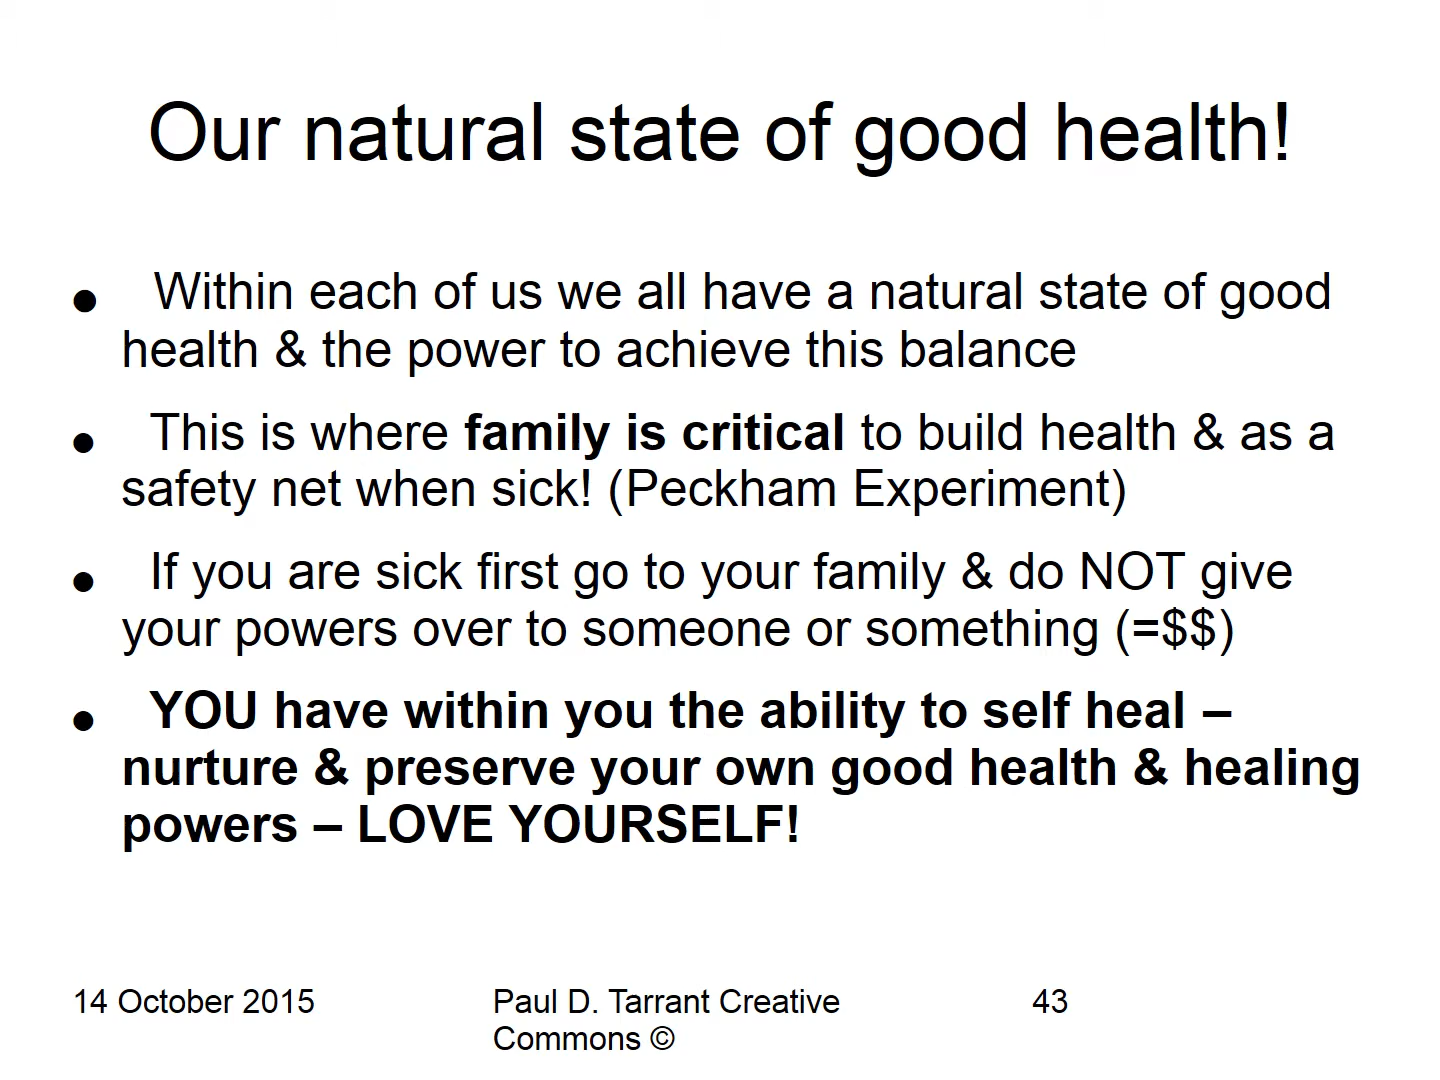 Our natural state of good health!
● Within each of us we all have a natural state of good
health & the power to achieve this balance
● This is where family is critical to build health & as a
safety net when sick! (Peckham Experiment)
● If you are sick first go to your family & do NOT give
your powers over to someone or something (=$$)
● YOU have within you the ability to self heal –
nurture & preserve your own good health & healing
powers – LOVE YOURSELF!
14 October 2015
Paul D. Tarrant Creative
Commons ©
43